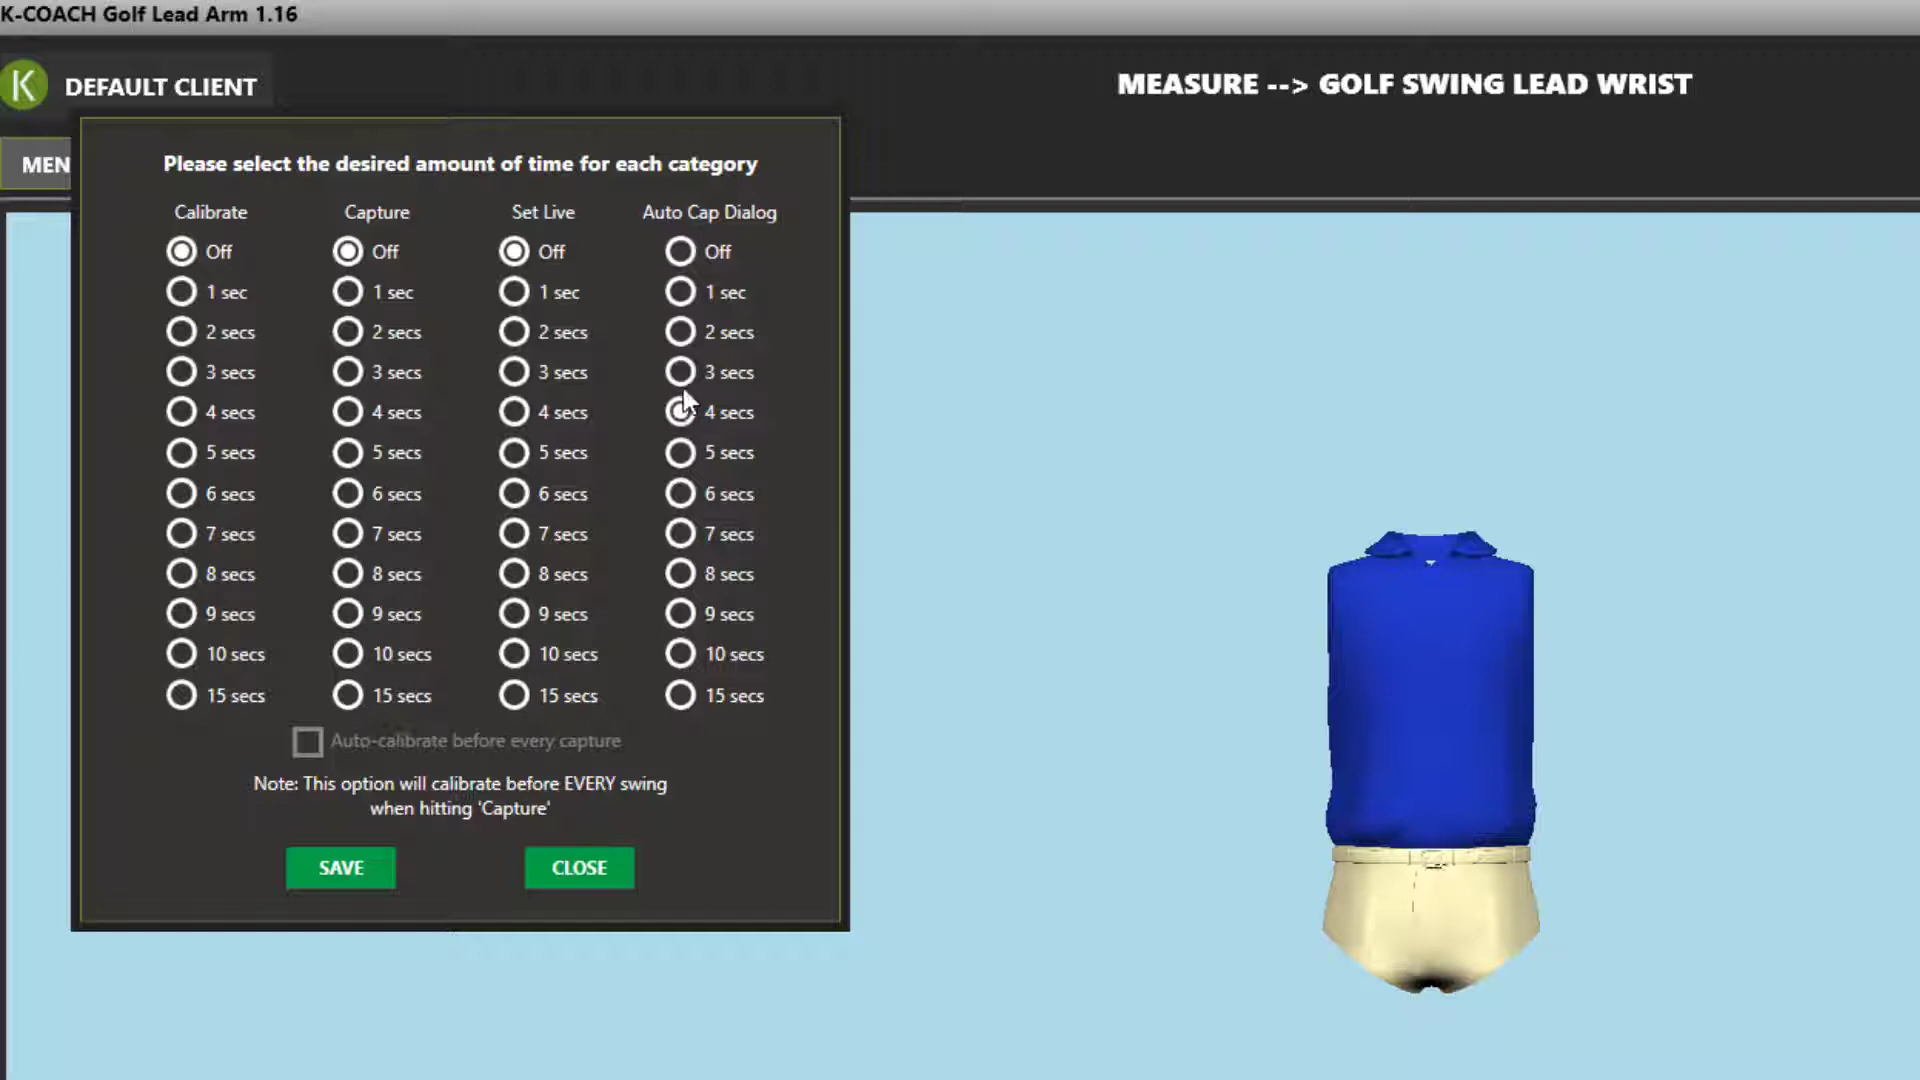 K-COACH Golf Lead Arm 1.16
K DEFAULT CLIENT
MEASURE --> GOLF SWING LEAD WRIST
MEN
Please select the desired amount of time for each category
Calibrate Capture Set Live Auto Cap Dialog
Off Off Off Off
1 sec 1 sec 1 sec 1 sec
2 secs 2 secs 2 secs 2 secs
3 secs 3 secs 3 secs 3 secs
4 secs 4 secs 4 secs 4 secs
5 secs 5 secs 5 secs 5 secs
6 secs 6 secs 6 secs 6 secs
7 secs 7 secs 7 secs 7 secs
8 secs 8 secs 8 secs 8 secs
9 secs 9 secs 9 secs 9 secs
10 secs 10 secs 10 secs 10 secs
15 secs 15 secs 15 secs 15 secs
Auto-calibrate before every capture
Note: This option will calibrate before EVERY swing
when hitting 'Capture'
SAVE CLOSE